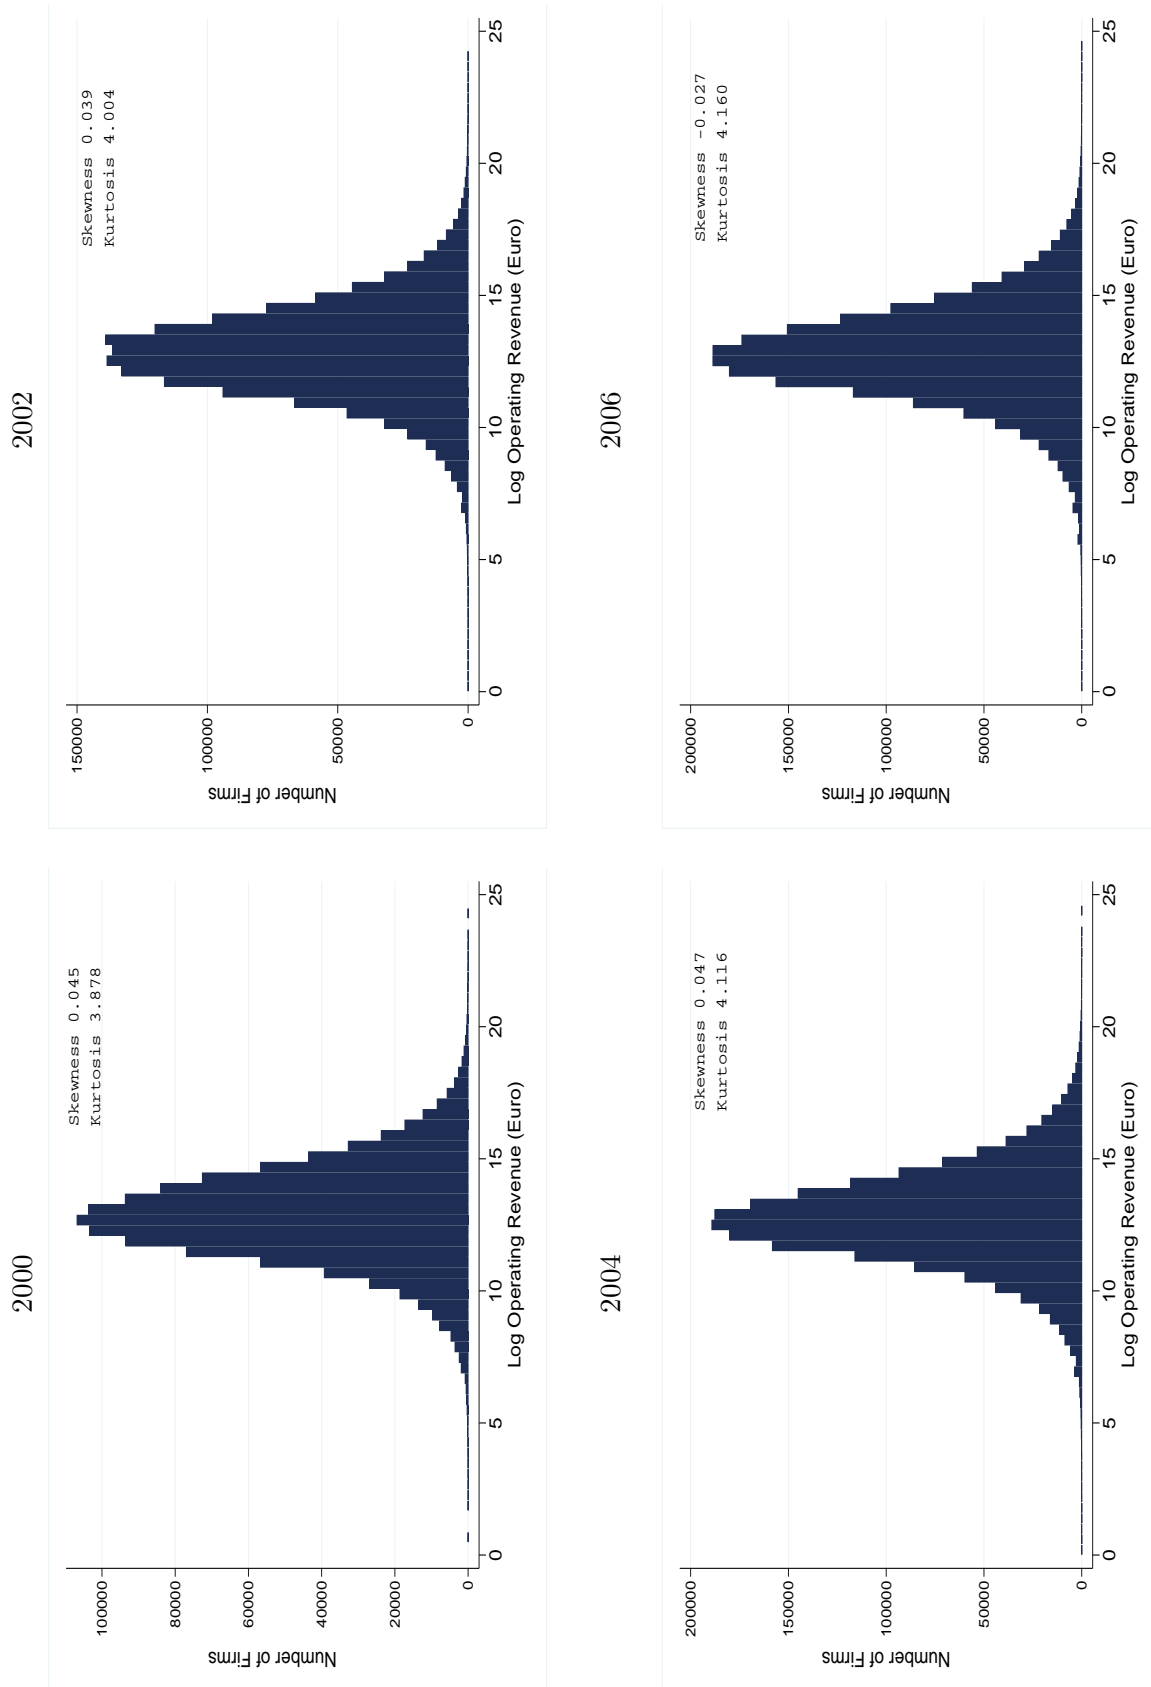 2000
Skewness 0.045
Kurtosis 3.878
Number of Firms
100000
80000
60000
40000
20000
0
0 5 10 15 20 25
Log Operating Revenue (Euro)
2002
Skewness 0.039
Kurtosis 4.004
Number of Firms
150000
100000
50000
0
0 5 10 15 20 25
Log Operating Revenue (Euro)
2004
Skewness 0.047
Kurtosis 4.116
Number of Firms
200000
150000
100000
50000
0
0 5 10 15 20 25
Log Operating Revenue (Euro)
2006
Skewness -0.027
Kurtosis 4.160
Number of Firms
200000
150000
100000
50000
0
0 5 10 15 20 25
Log Operating Revenue (Euro)